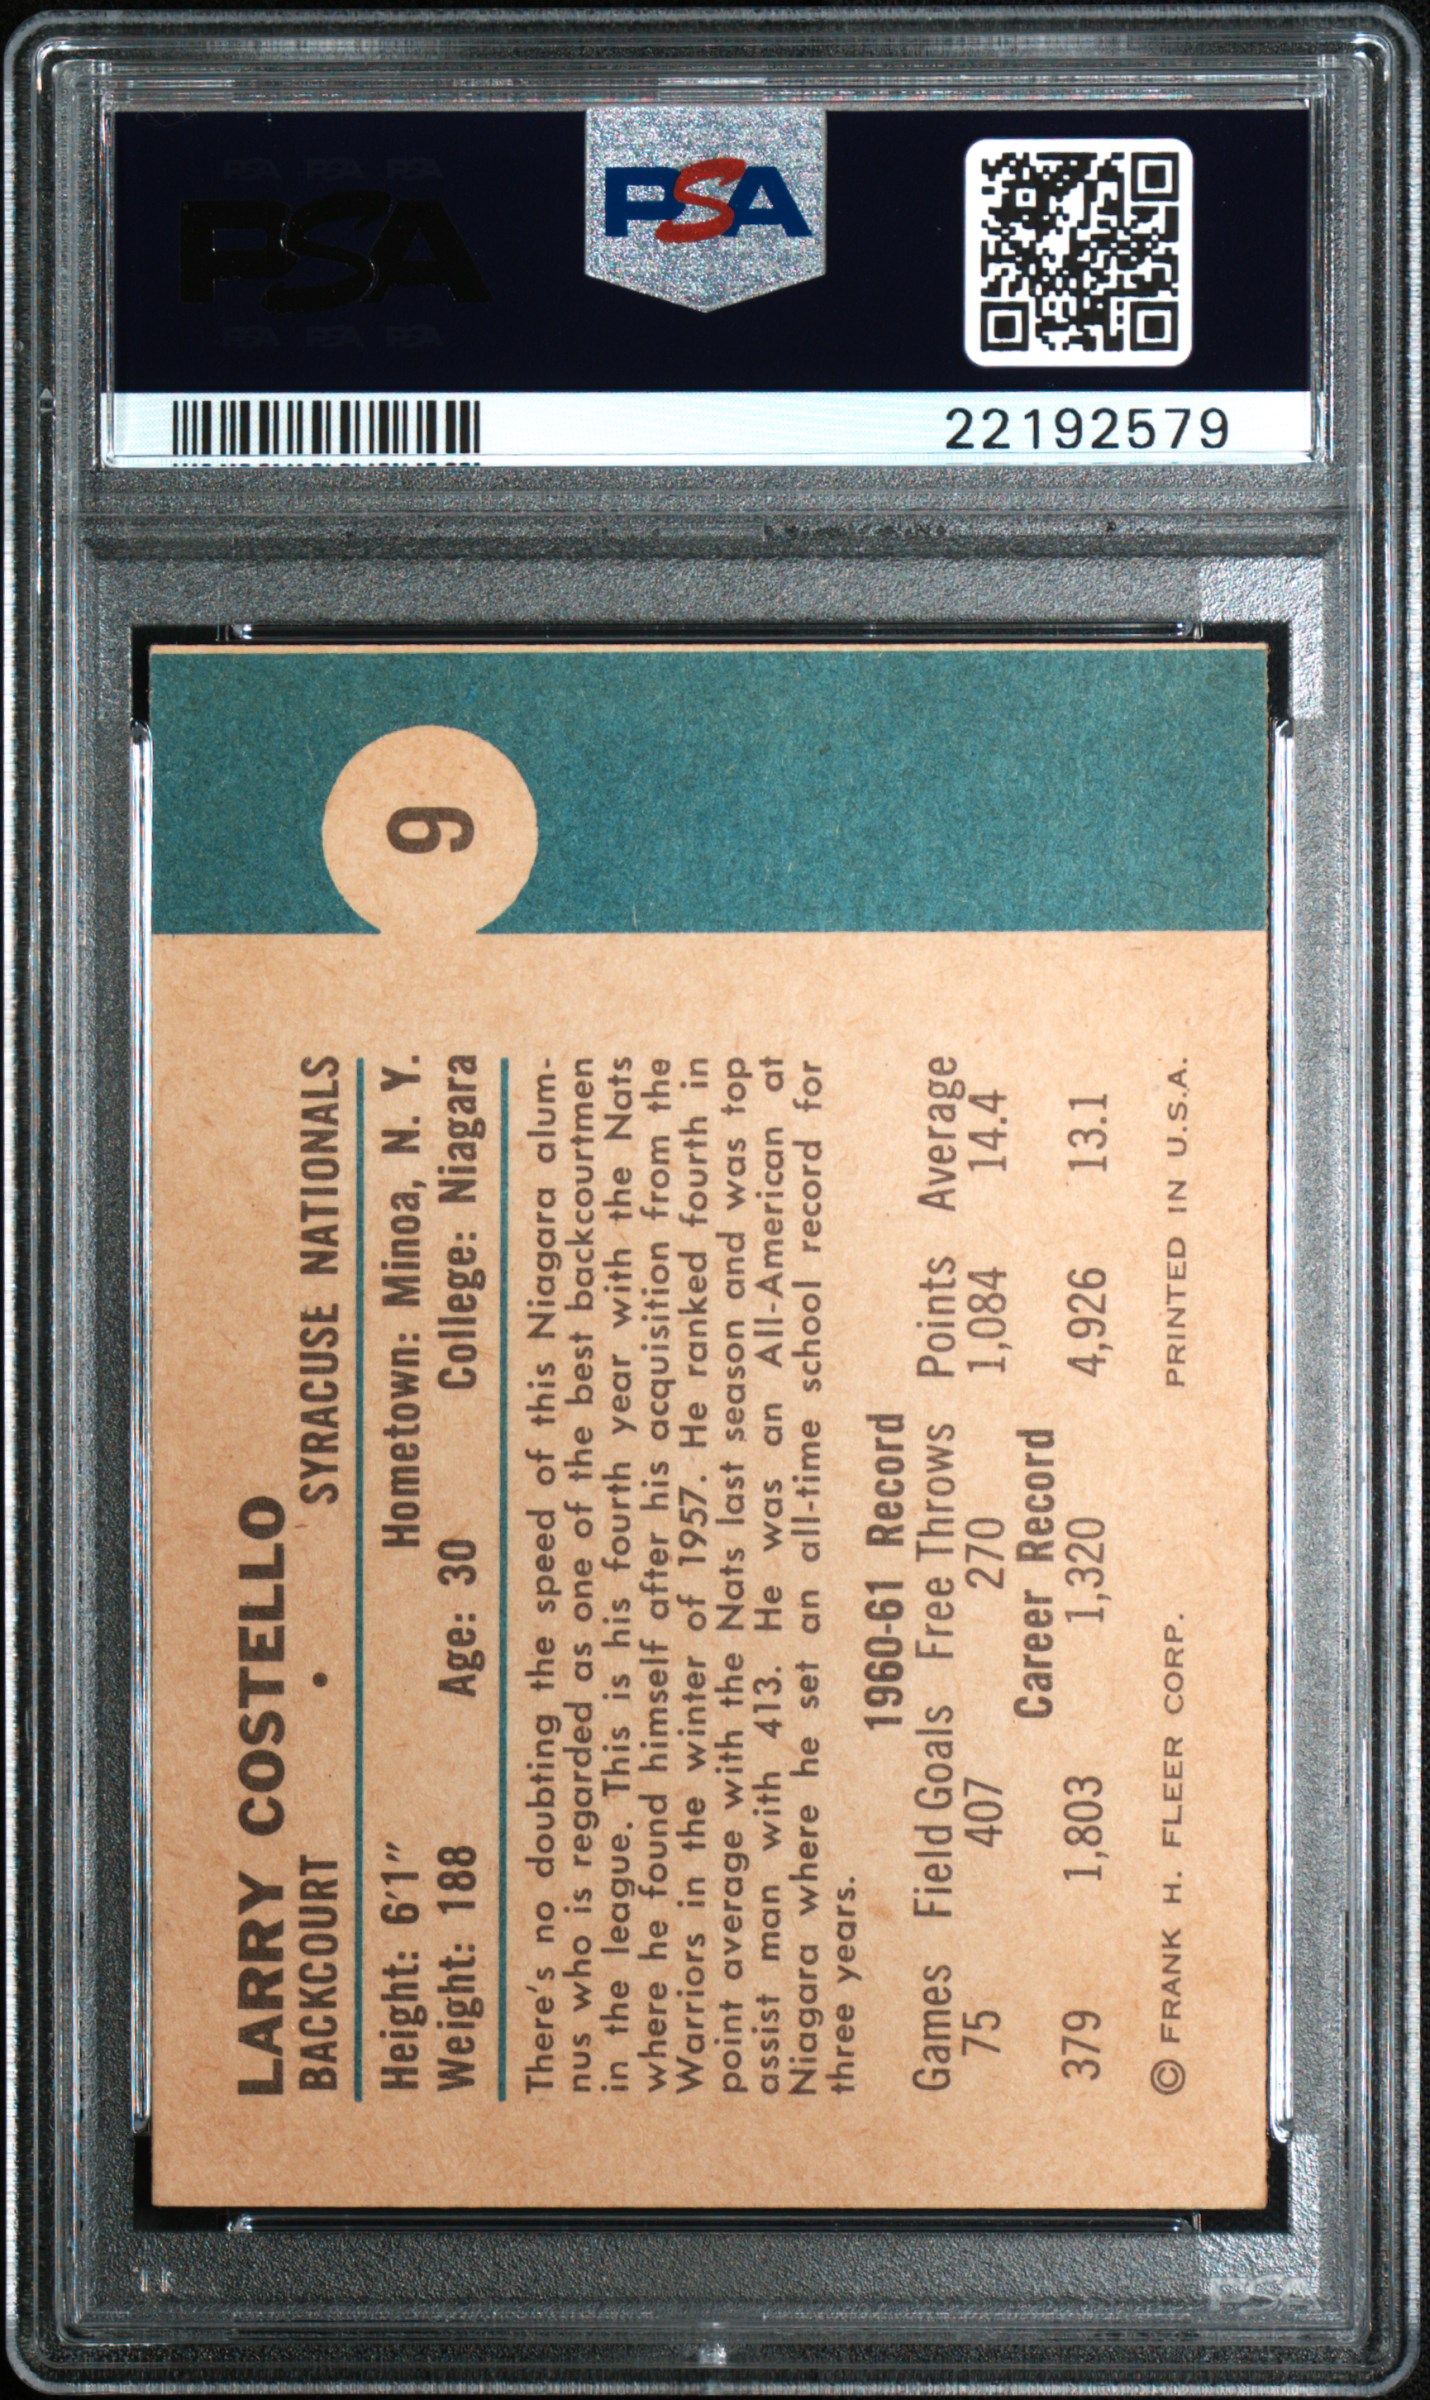 PSA PSA PSA
PSA
PSA PSA PSA
PSA
22192579
9
LARRY COSTELLO
BACKCOURT • SYRACUSE NATIONALS
Height: 6'1" Hometown: Minoa, N. Y.
Weight: 188 Age: 30 College: Niagara
There's no doubting the speed of this Niagara alum-
nus who is regarded as one of the best backcourtmen
in the league. This is his fourth year with the Nats
where he found himself after his acquisition from the
Warriors in the winter of 1957. He ranked fourth in
point average with the Nats last season and was top
assist man with 413. He was an All-American at
Niagara where he set an all-time school record for
three years.
1960-61 Record
Games Field Goals Free Throws Points Average
75 407 270 1,084 14.4
Career Record
379 1,803 1,320 4,926 13.1
© FRANK H. FLEER CORP. PRINTED IN U.S.A.
PSA